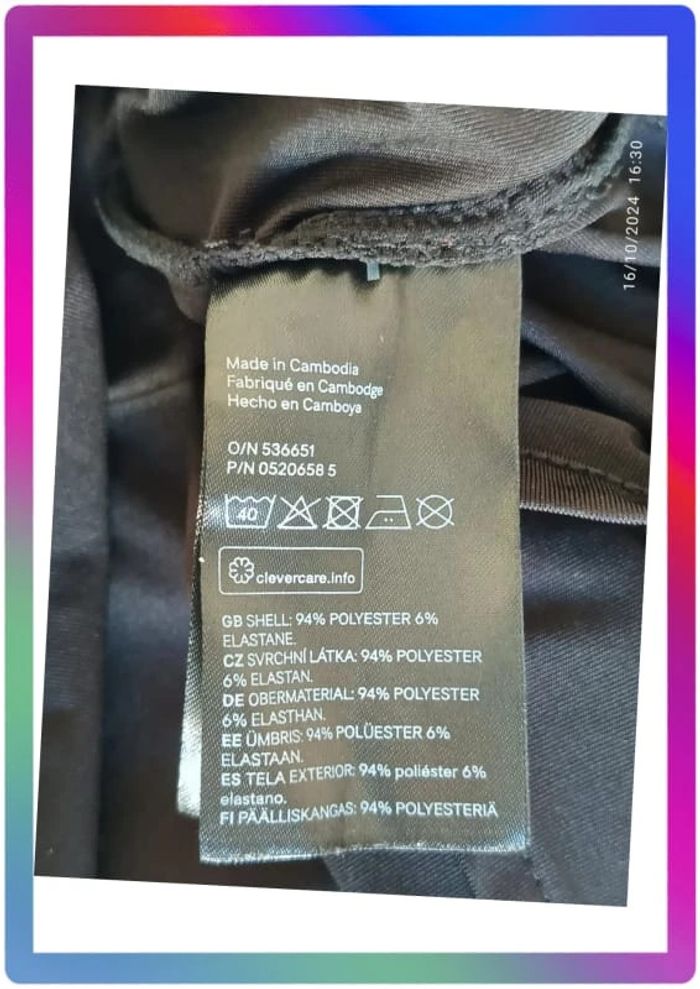 16/10/2024 16:30
Made in Cambodia
Fabriqué en Cambodge
Hecho en Camboya
O/N 536651
P/N 0520658 5
40
clevercare.info
GB SHELL: 94% POLYESTER 6%
ELASTANE.
CZ SVRCHNÍ LÁTKA: 94% POLYESTER
6% ELASTAN.
DE OBERMATERIAL: 94% POLYESTER
6% ELASTHAN.
EE ÜMBRIS: 94% POLÜESTER 6%
ELASTAAN.
ES TELA EXTERIOR: 94% poliéster 6%
elastano.
FI PÄÄLLISKANGAS: 94% POLYESTERIÄ